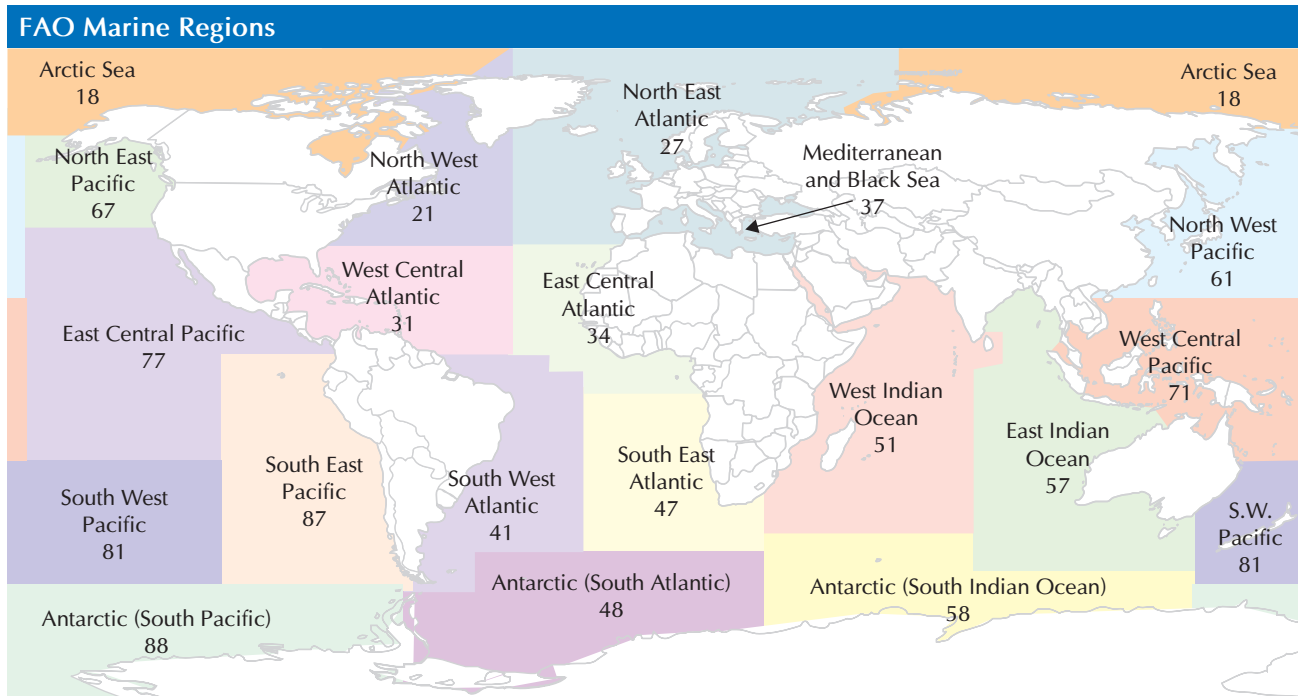 FAO Marine Regions
Arctic Sea
18
Arctic Sea
18
North East
Atlantic
27
North East
Pacific
67
North West
Atlantic
21
Mediterranean
and Black Sea
37
North West
Pacific
61
West Central
Atlantic
31
East Central
Atlantic
34
East Central Pacific
77
West Central
Pacific
71
West Indian
Ocean
51
East Indian
Ocean
57
South East
Pacific
87
South West
Atlantic
41
South East
Atlantic
47
South West
Pacific
81
S.W.
Pacific
81
Antarctic (South Atlantic)
48
Antarctic (South Indian Ocean)
58
Antarctic (South Pacific)
88